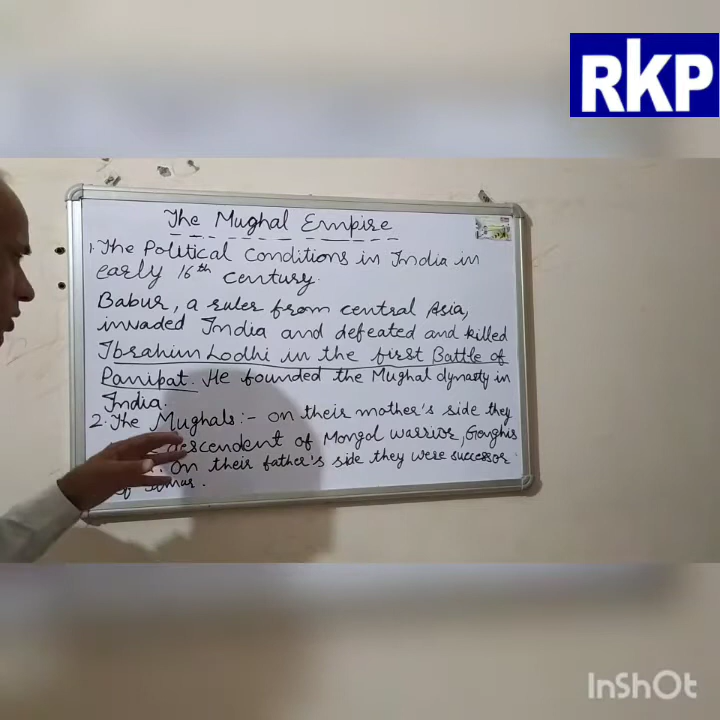 RKP
The Mughal Empire
1. The Political Conditions in India in
early 16th century.
Babur, a ruler from central Asia,
invaded India and defeated and killed
Ibrahim Lodhi in the first Battle of
Panipat. He founded the Mughal dynasty in
India.
2. The Mughals :- on their mother's side they
descendent of Mongol warrior, Genghis
. On their father's side they were successor
of
InShOt